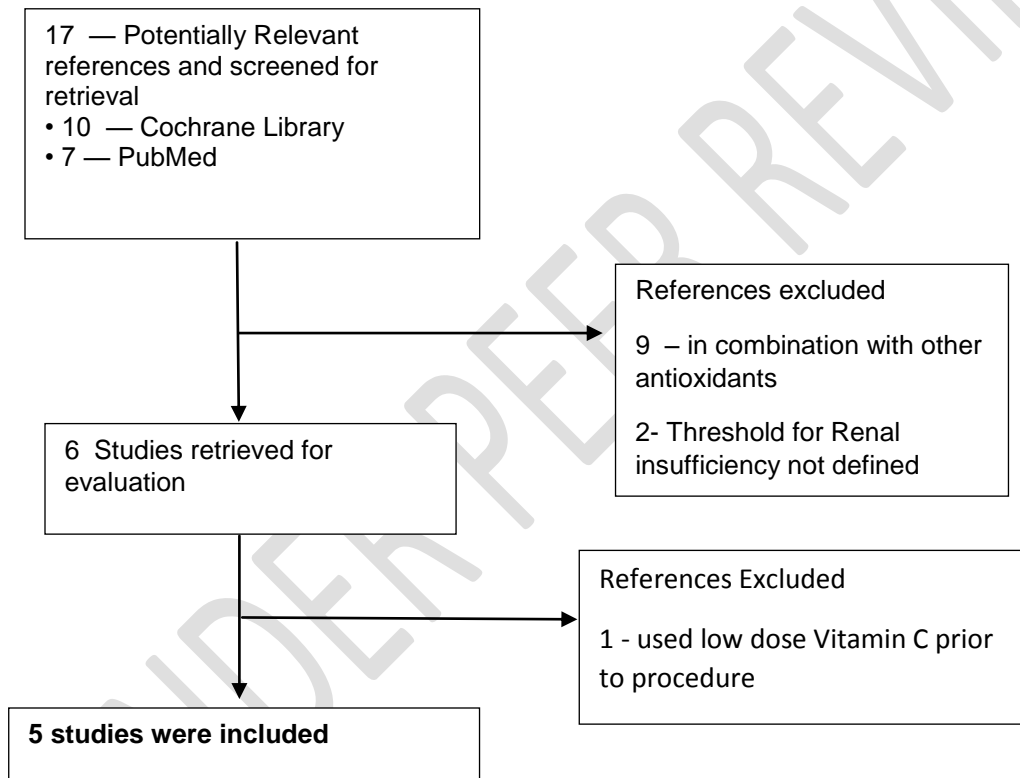 17 — Potentially Relevant
references and screened for
retrieval
• 10 — Cochrane Library
• 7 — PubMed
References excluded
9 – in combination with other
antioxidants
2- Threshold for Renal
insufficiency not defined
6 Studies retrieved for
evaluation
References Excluded
1 - used low dose Vitamin C prior
to procedure
5 studies were included
NDER PEER REVIE